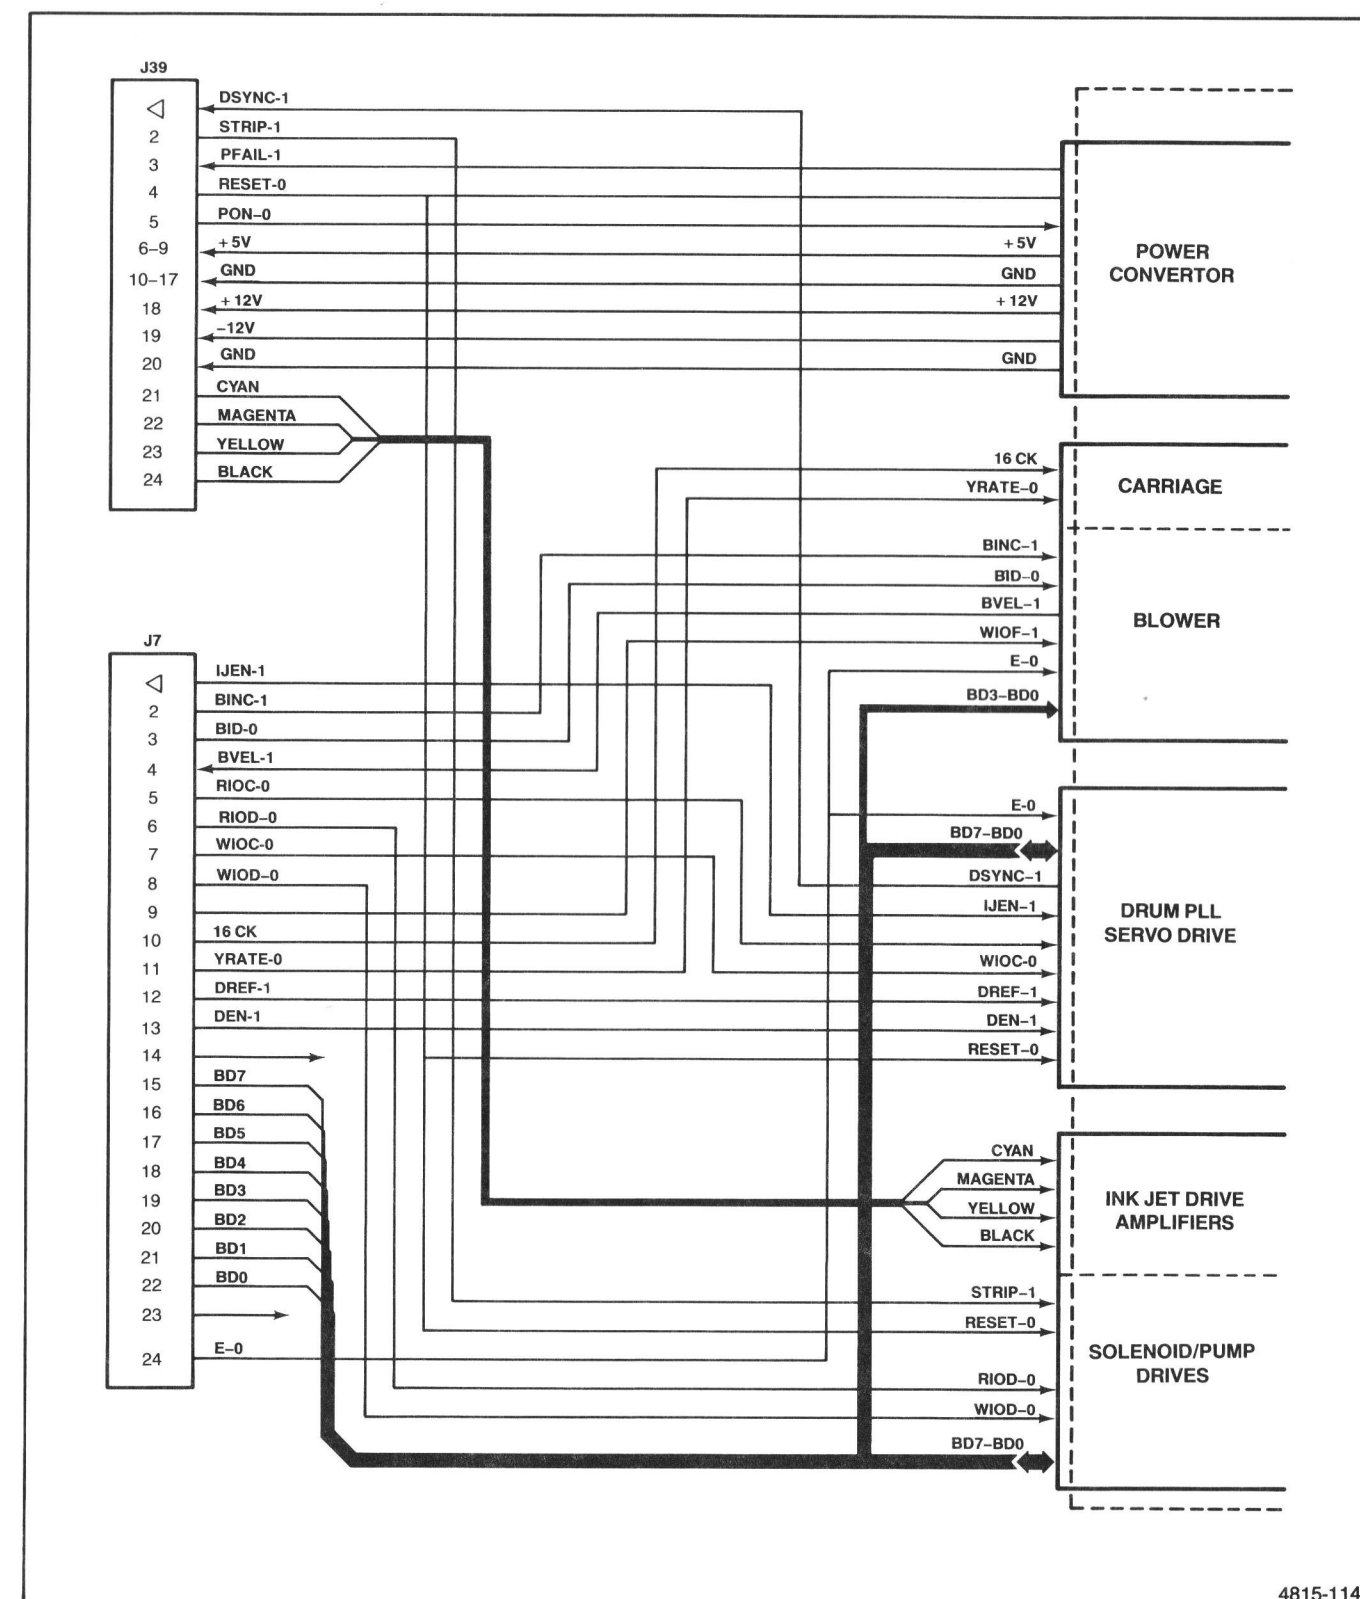 J39
DSYNC-1
2 STRIP-1
3 PFAIL-1
4 RESET-0
5 PON-0
6-9 +5V +5V
10-17 GND GND
18 +12V +12V
19 -12V
20 GND GND
21 CYAN
22 MAGENTA
23 YELLOW
24 BLACK
POWER
CONVERTOR
16 CK
YRATE-0
CARRIAGE
BINC-1
BID-0
BVEL-1
WIOF-1
E-0
BD3-BD0
BLOWER
J7
IJEN-1
2 BINC-1
3 BID-0
4 BVEL-1
5 RIOC-0
6 RIOD-0
7 WIOC-0
8 WIOD-0
9
10 16 CK
11 YRATE-0
12 DREF-1
13 DEN-1
14
15 BD7
16 BD6
17 BD5
18 BD4
19 BD3
20 BD2
21 BD1
22 BD0
23
24 E-0
E-0
BD7-BD0
DSYNC-1
IJEN-1
WIOC-0
DREF-1
DEN-1
RESET-0
DRUM PLL
SERVO DRIVE
CYAN
MAGENTA
YELLOW
BLACK
INK JET DRIVE
AMPLIFIERS
STRIP-1
RESET-0
RIOD-0
WIOD-0
BD7-BD0
SOLENOID/PUMP
DRIVES
4815-114